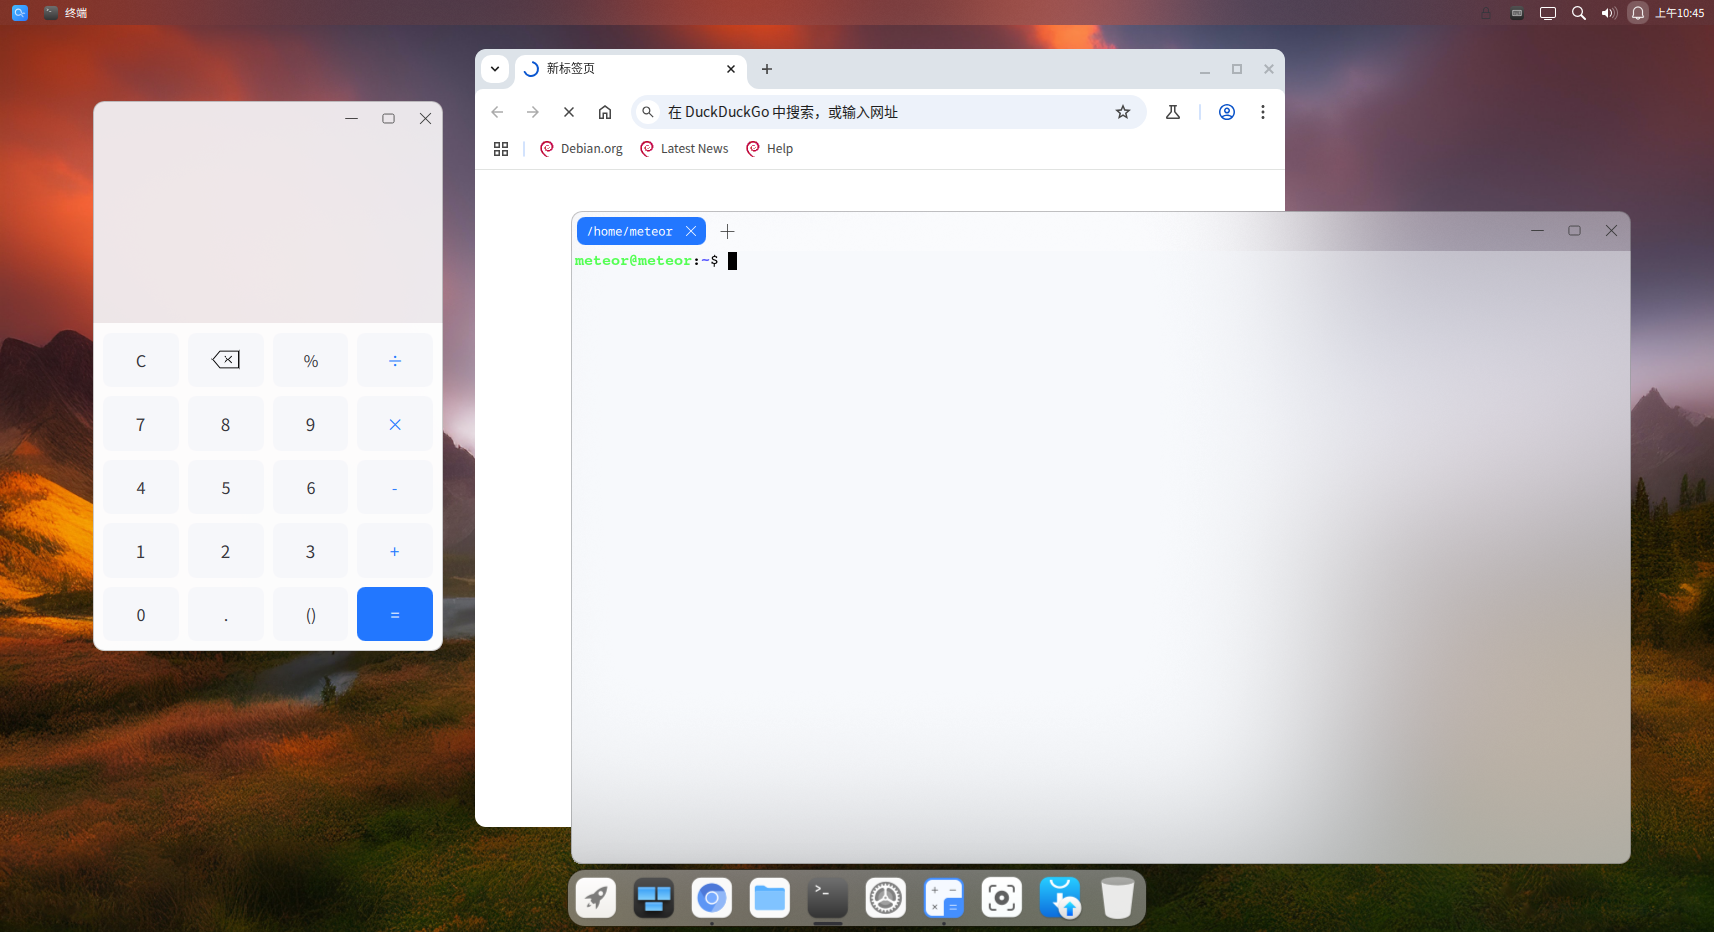 终端
上午10:45
新标签页
在 DuckDuckGo 中搜索，或输入网址
Debian.org
Latest News
Help
/home/meteor
meteor@meteor:~$
C % ÷
7 8 9 ×
4 5 6 -
1 2 3 +
0 . () =